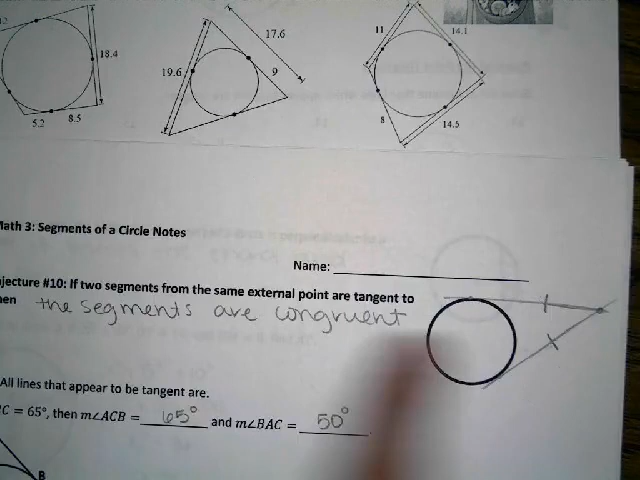 12
18.4
5.2
8.5
19.6
17.6
9
11
14.1
8
14.5
Math 3: Segments of a Circle Notes
Name:
jecture #10: If two segments from the same external point are tangent to
en the segments are congruent
All lines that appear to be tangent are.
C = 65°, then m∠ACB = 65° and m∠BAC = 50°
B